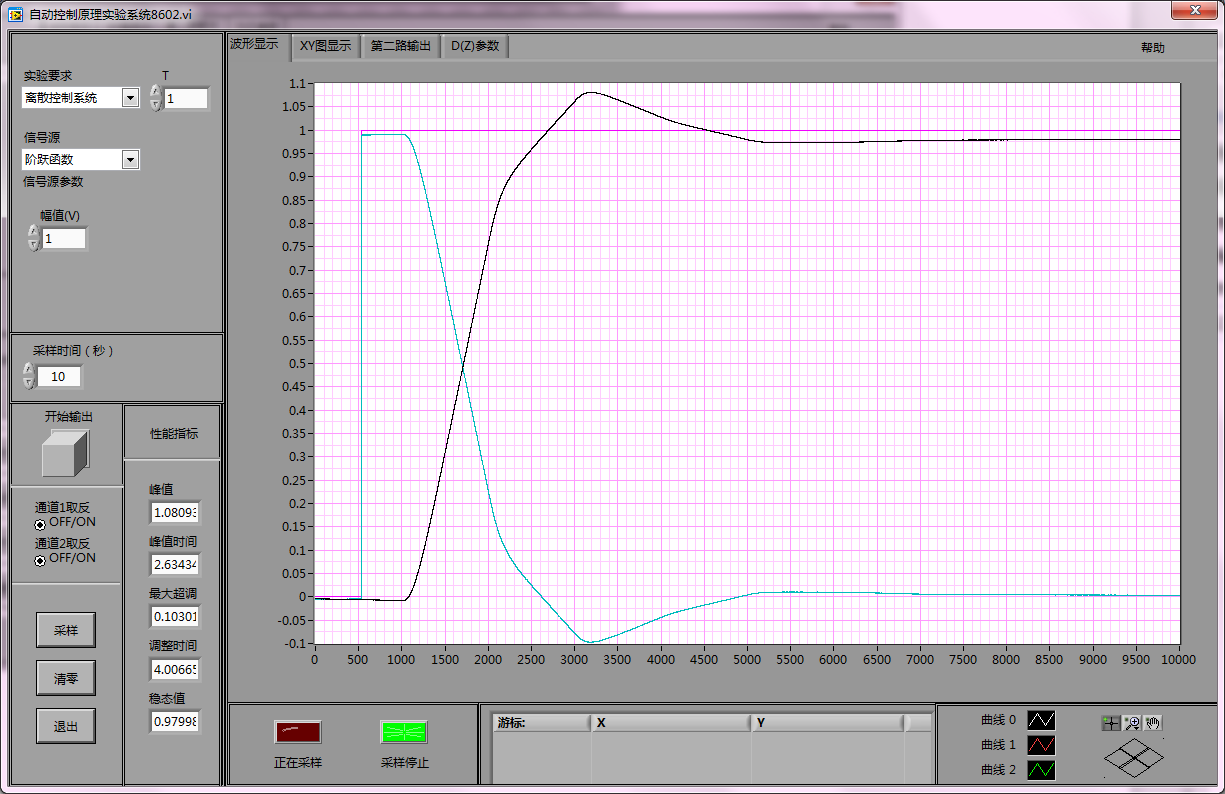 自动控制原理实验系统8602.vi
波形显示 XY图显示 第二路输出 D(Z)参数 帮助
实验要求 T
离散控制系统 1
信号源
阶跃函数
信号源参数
幅值(V)
1
采样时间（秒）
10
开始输出 性能指标
通道1取反
OFF/ON
通道2取反
OFF/ON
采样
清零
退出
峰值
1.08093
峰值时间
2.63434
最大超调
0.10301
调整时间
4.00665
稳态值
0.97998
1.1
1.05
1
0.95
0.9
0.85
0.8
0.75
0.7
0.65
0.6
0.55
0.5
0.45
0.4
0.35
0.3
0.25
0.2
0.15
0.1
0.05
0
-0.05
-0.1
0 500 1000 1500 2000 2500 3000 3500 4000 4500 5000 5500 6000 6500 7000 7500 8000 8500 9000 9500 10000
正在采样 采样停止
游标: X Y
曲线 0
曲线 1
曲线 2